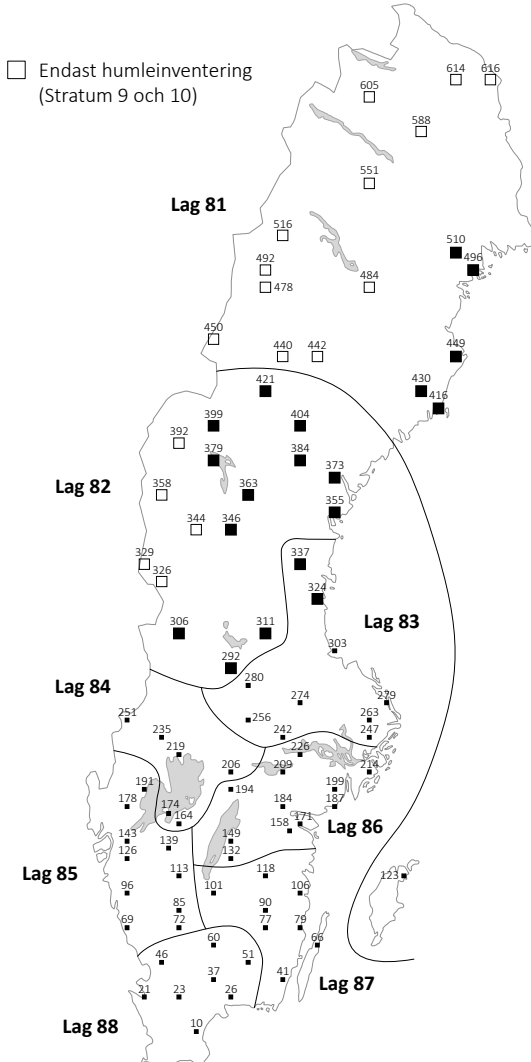 Endast humleinventering
(Stratum 9 och 10)
614 616
605
588
551
Lag 81
516
510
492 496
478 484
450
440 442 449
421 430
416
399 404
392
379 384
373
Lag 82 358 363
355
344 346
329 337
326
324
306 311
Lag 83
303
292
280
Lag 84
274 279
251 256 263
235 242 247
219 226
206 209 214
191 194 199
178 174 184 187
164 158 171 Lag 86
143 139 149
126 132
Lag 85
113 118 123
96 101 106
85 90
69 72 77 79
60 66
46 51
37 41 Lag 87
21 23 26
Lag 88 10